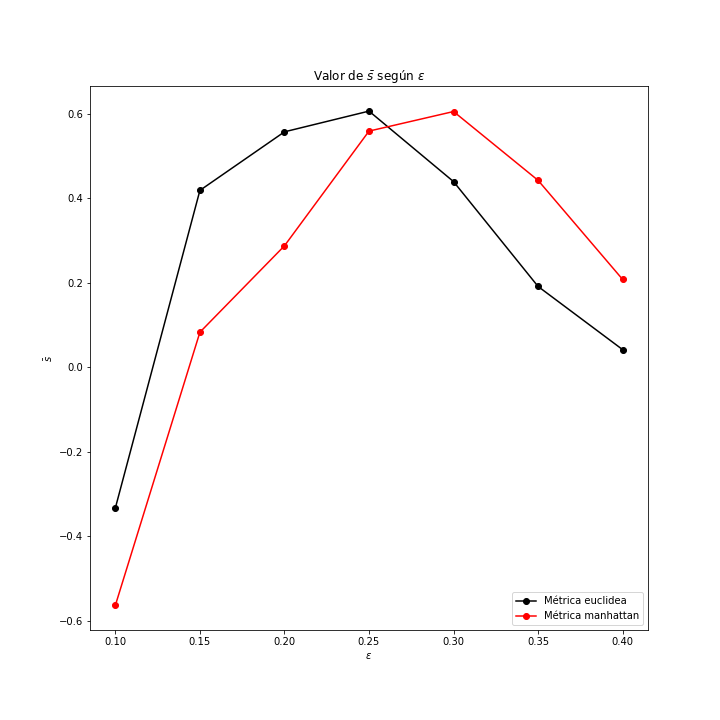 Valor de s̄ según ε
0.6
0.4
0.2
0.0
−0.2
−0.4
−0.6
s̄
0.10 0.15 0.20 0.25 0.30 0.35 0.40
ε
Métrica euclidea
Métrica manhattan